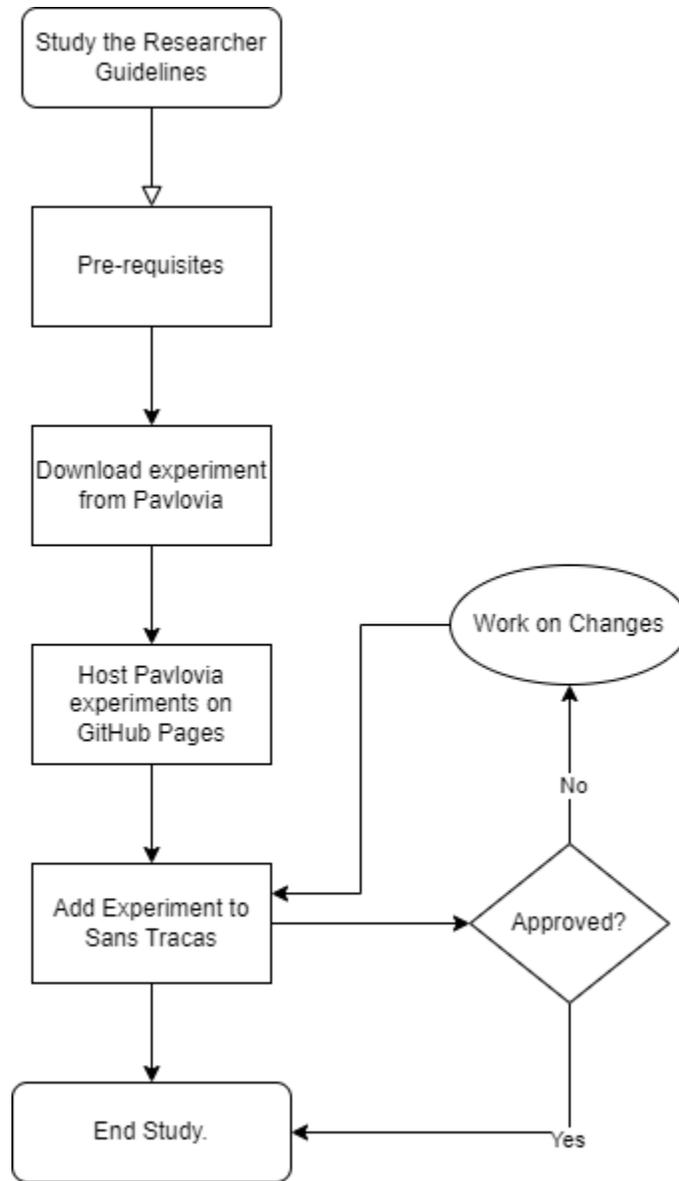 Study the Researcher
Guidelines
Pre-requisites
Download experiment
from Pavlovia
Host Pavlovia
experiments on
GitHub Pages
Work on Changes
No
Add Experiment to
Sans Tracas
Approved?
End Study.
Yes